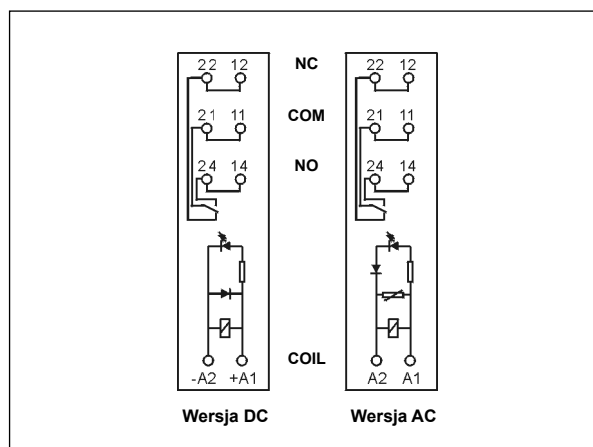 22 12 NC 22 12
21 11 COM 21 11
24 14 NO 24 14
COIL
-A2 +A1 A2 A1
Wersja DC Wersja AC